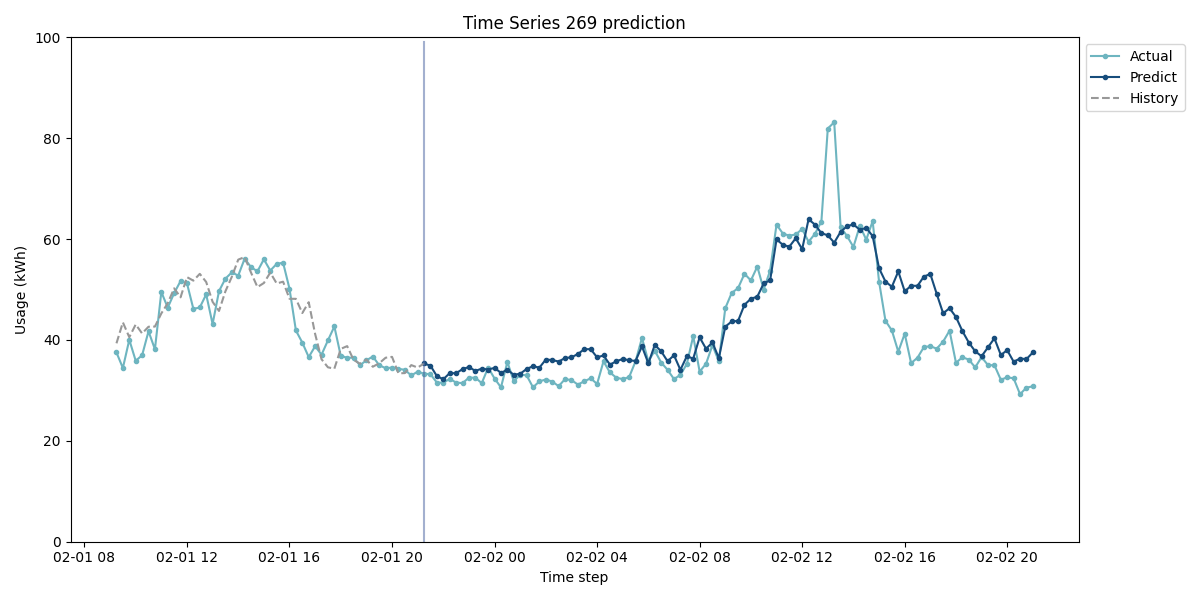 Time Series 269 prediction
100
80
60
40
20
0
Usage (kWh)
02-01 08
02-01 12
02-01 16
02-01 20
02-02 00
02-02 04
02-02 08
02-02 12
02-02 16
02-02 20
Time step
Actual
Predict
History